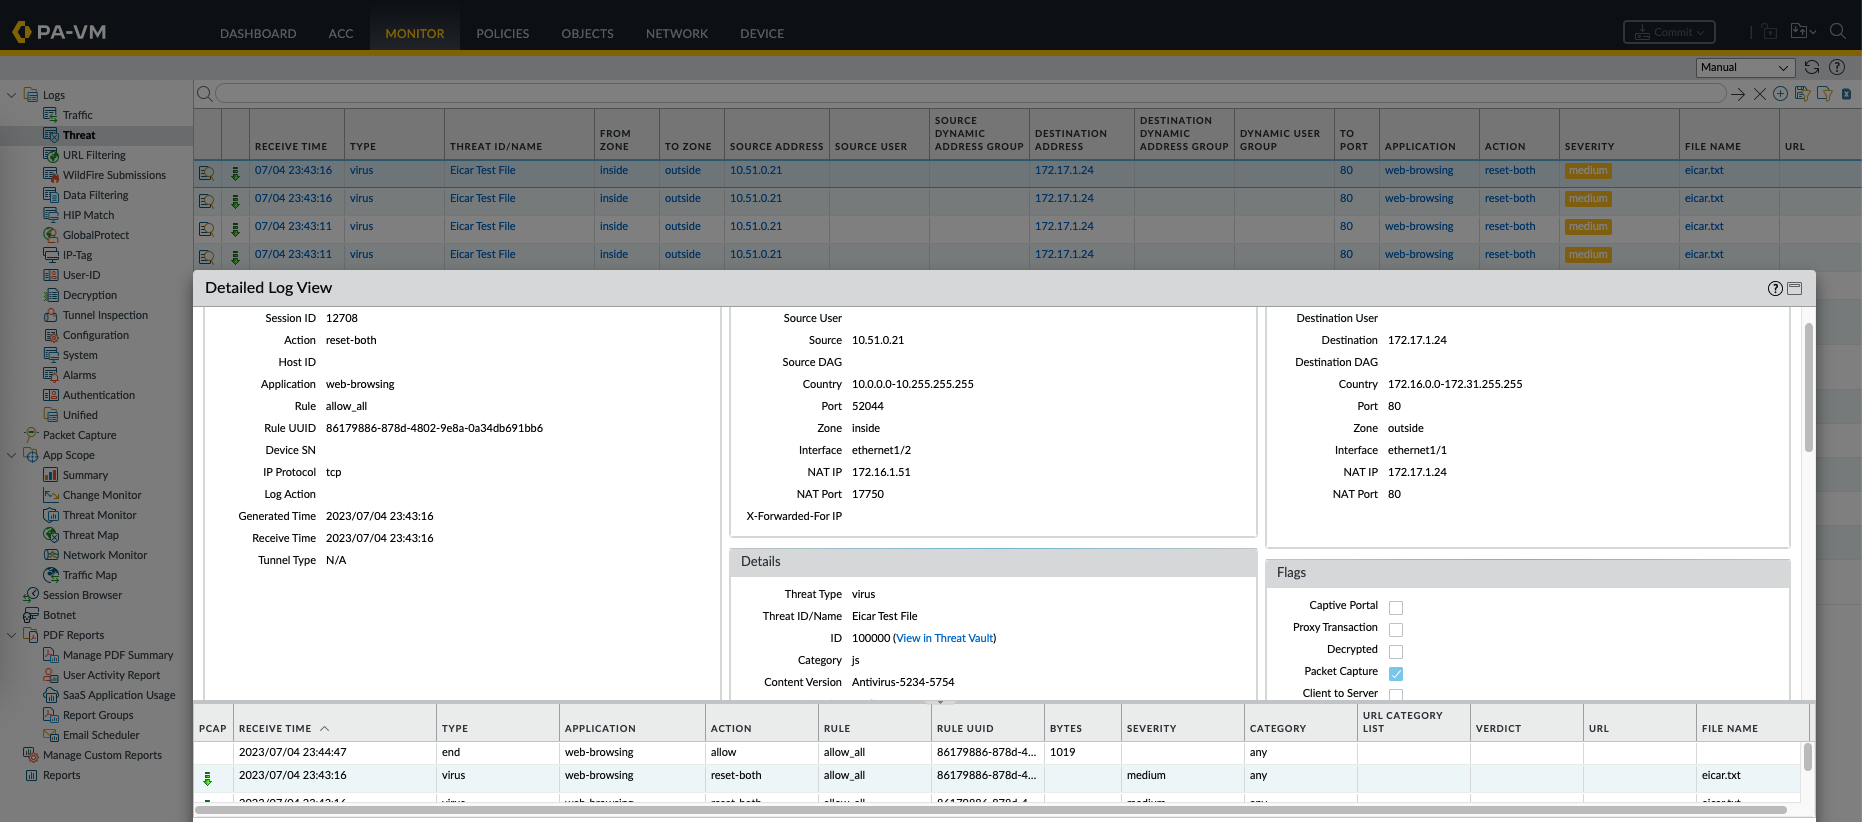 PA-VM
DASHBOARD ACC MONITOR POLICIES OBJECTS NETWORK DEVICE
Commit
Manual
Logs
Traffic
Threat
URL Filtering
WildFire Submissions
Data Filtering
HIP Match
GlobalProtect
IP-Tag
User-ID
Decryption
Tunnel Inspection
Configuration
System
Alarms
Authentication
Unified
Packet Capture
App Scope
Summary
Change Monitor
Threat Monitor
Threat Map
Network Monitor
Traffic Map
Session Browser
Botnet
PDF Reports
Manage PDF Summary
User Activity Report
SaaS Application Usage
Report Groups
Email Scheduler
Manage Custom Reports
Reports
RECEIVE TIME TYPE THREAT ID/NAME FROM ZONE TO ZONE SOURCE ADDRESS SOURCE USER SOURCE DYNAMIC ADDRESS GROUP DESTINATION ADDRESS DESTINATION DYNAMIC ADDRESS GROUP DYNAMIC USER GROUP TO PORT APPLICATION ACTION SEVERITY FILE NAME URL
07/04 23:43:16 virus Eicar Test File inside outside 10.51.0.21 172.17.1.24 80 web-browsing reset-both medium eicar.txt
07/04 23:43:16 virus Eicar Test File inside outside 10.51.0.21 172.17.1.24 80 web-browsing reset-both medium eicar.txt
07/04 23:43:11 virus Eicar Test File inside outside 10.51.0.21 172.17.1.24 80 web-browsing reset-both medium eicar.txt
07/04 23:43:11 virus Eicar Test File inside outside 10.51.0.21 172.17.1.24 80 web-browsing reset-both medium eicar.txt
Detailed Log View
Session ID 12708
Action reset-both
Host ID
Application web-browsing
Rule allow_all
Rule UUID 86179886-878d-4802-9e8a-0a34db691bb6
Device SN
IP Protocol tcp
Log Action
Generated Time 2023/07/04 23:43:16
Receive Time 2023/07/04 23:43:16
Tunnel Type N/A
Source User
Source 10.51.0.21
Source DAG
Country 10.0.0.0-10.255.255.255
Port 52044
Zone inside
Interface ethernet1/2
NAT IP 172.16.1.51
NAT Port 17750
X-Forwarded-For IP
Details
Threat Type virus
Threat ID/Name Eicar Test File
ID 100000 (View in Threat Vault)
Category js
Content Version Antivirus-5234-5754
Destination User
Destination 172.17.1.24
Destination DAG
Country 172.16.0.0-172.31.255.255
Port 80
Zone outside
Interface ethernet1/1
NAT IP 172.17.1.24
NAT Port 80
Flags
Captive Portal
Proxy Transaction
Decrypted
Packet Capture
Client to Server
PCAP RECEIVE TIME TYPE APPLICATION ACTION RULE RULE UUID BYTES SEVERITY CATEGORY URL CATEGORY LIST VERDICT URL FILE NAME
2023/07/04 23:44:47 end web-browsing allow allow_all 86179886-878d-4... 1019 any
2023/07/04 23:43:16 virus web-browsing reset-both allow_all 86179886-878d-4... medium any eicar.txt